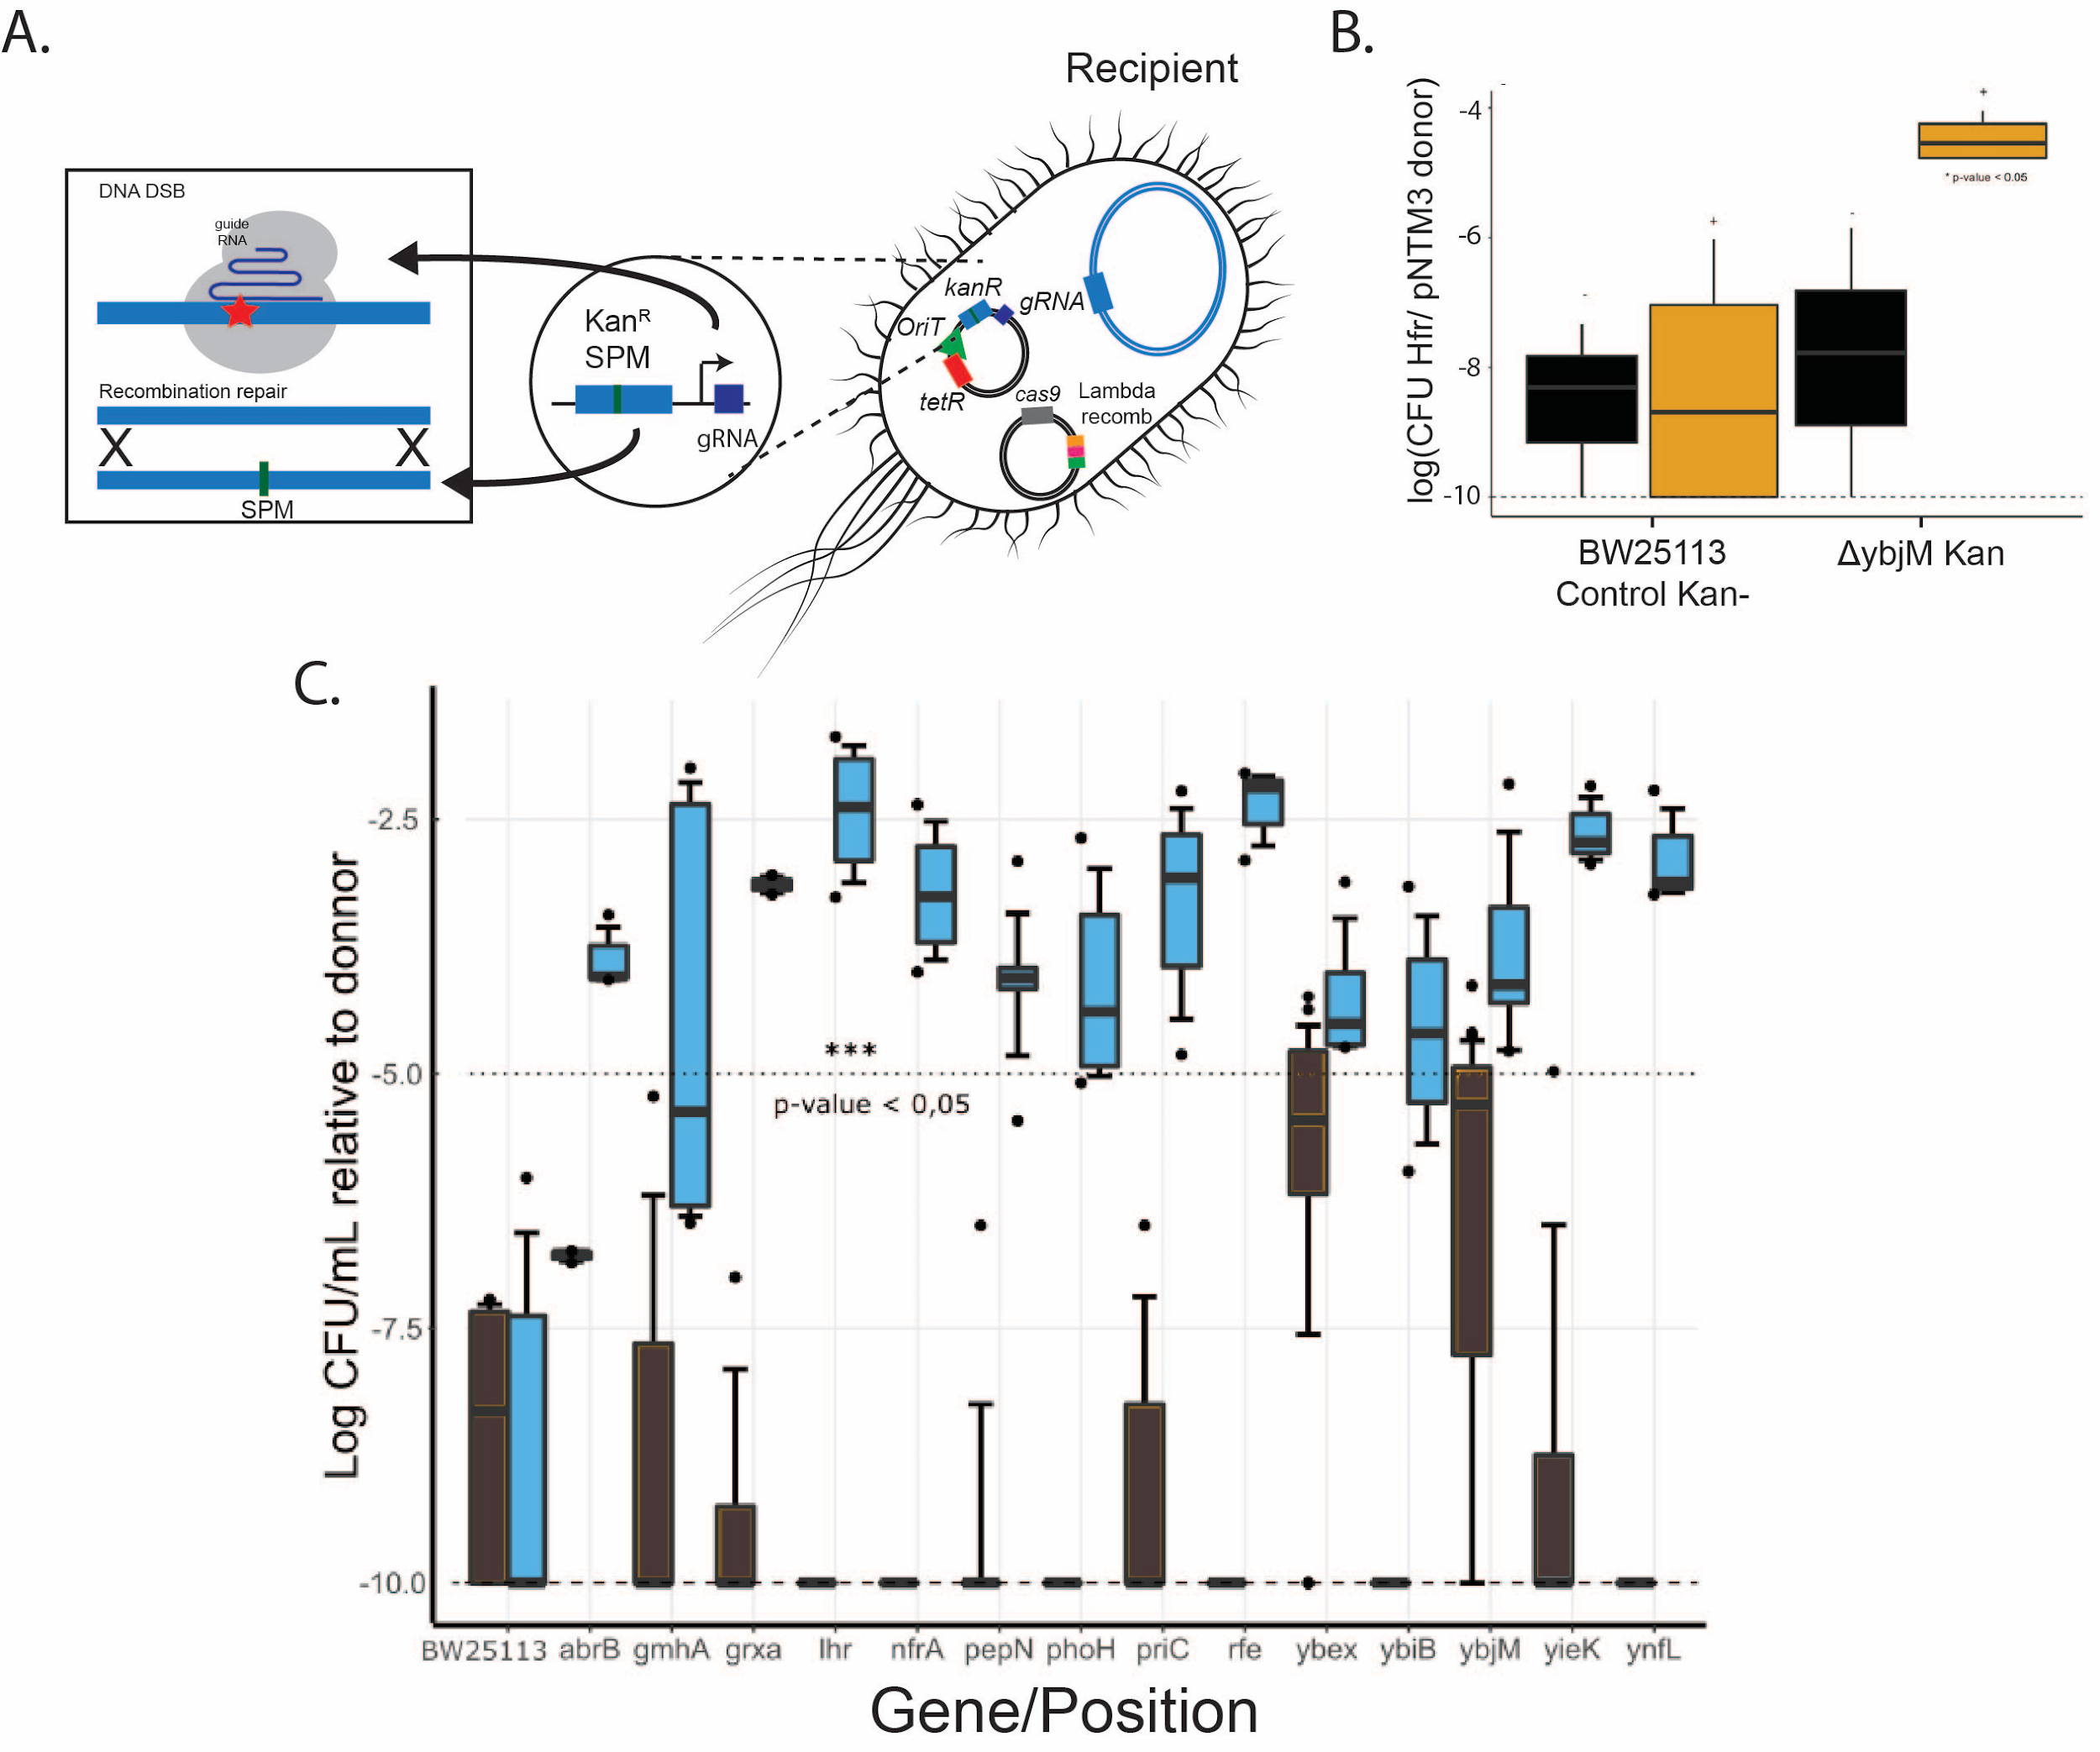 A.
DNA DSB
guide
RNA
Recombination repair
X X
SPM
Kanᴿ
SPM
gRNA
Recipient
kanR
gRNA
OriT
tetR
cas9
Lambda
recomb
B.
log(CFU Hfr/ pNTM3 donor)
-4
-6
-8
-10
* p-value < 0.05
BW25113
Control Kan-
ΔybjM Kan
C.
Log CFU/mL relative to donnor
-2.5
-5.0
-7.5
-10.0
***
p-value < 0,05
BW25113 abrB gmhA grxa lhr nfrA pepN phoH priC rfe ybex ybiB ybjM yieK ynfL
Gene/Position